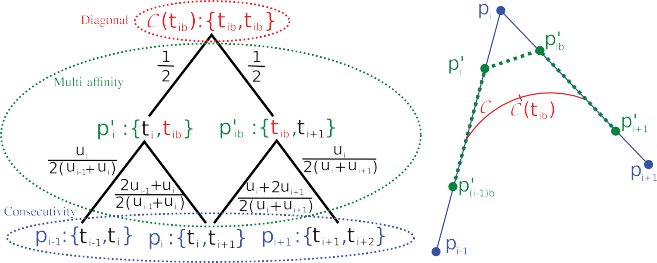 Diagonal C(t_ib):{t_ib,t_ib}
1/2 1/2
Multi affinity
p'_i:{t_i,t_ib} p'_ib:{t_ib,t_i+1}
u_i/2(u_i-1+u_i) 2u_i-1+u_i/2(u_i-1+u_i) u_i+2u_i+1/2(u_i+u_i+1) u_i/2(u_i+u_i+1)
Consecutivity
p_i-1:{t_i-1,t_i} p_i:{t_i,t_i+1} p_i+1:{t_i+1,t_i+2}
p_i
p'_ib
p'_i
C
C(t_ib)
p'_i+1
p_i+1
p'_(i-1)b
p_i-1